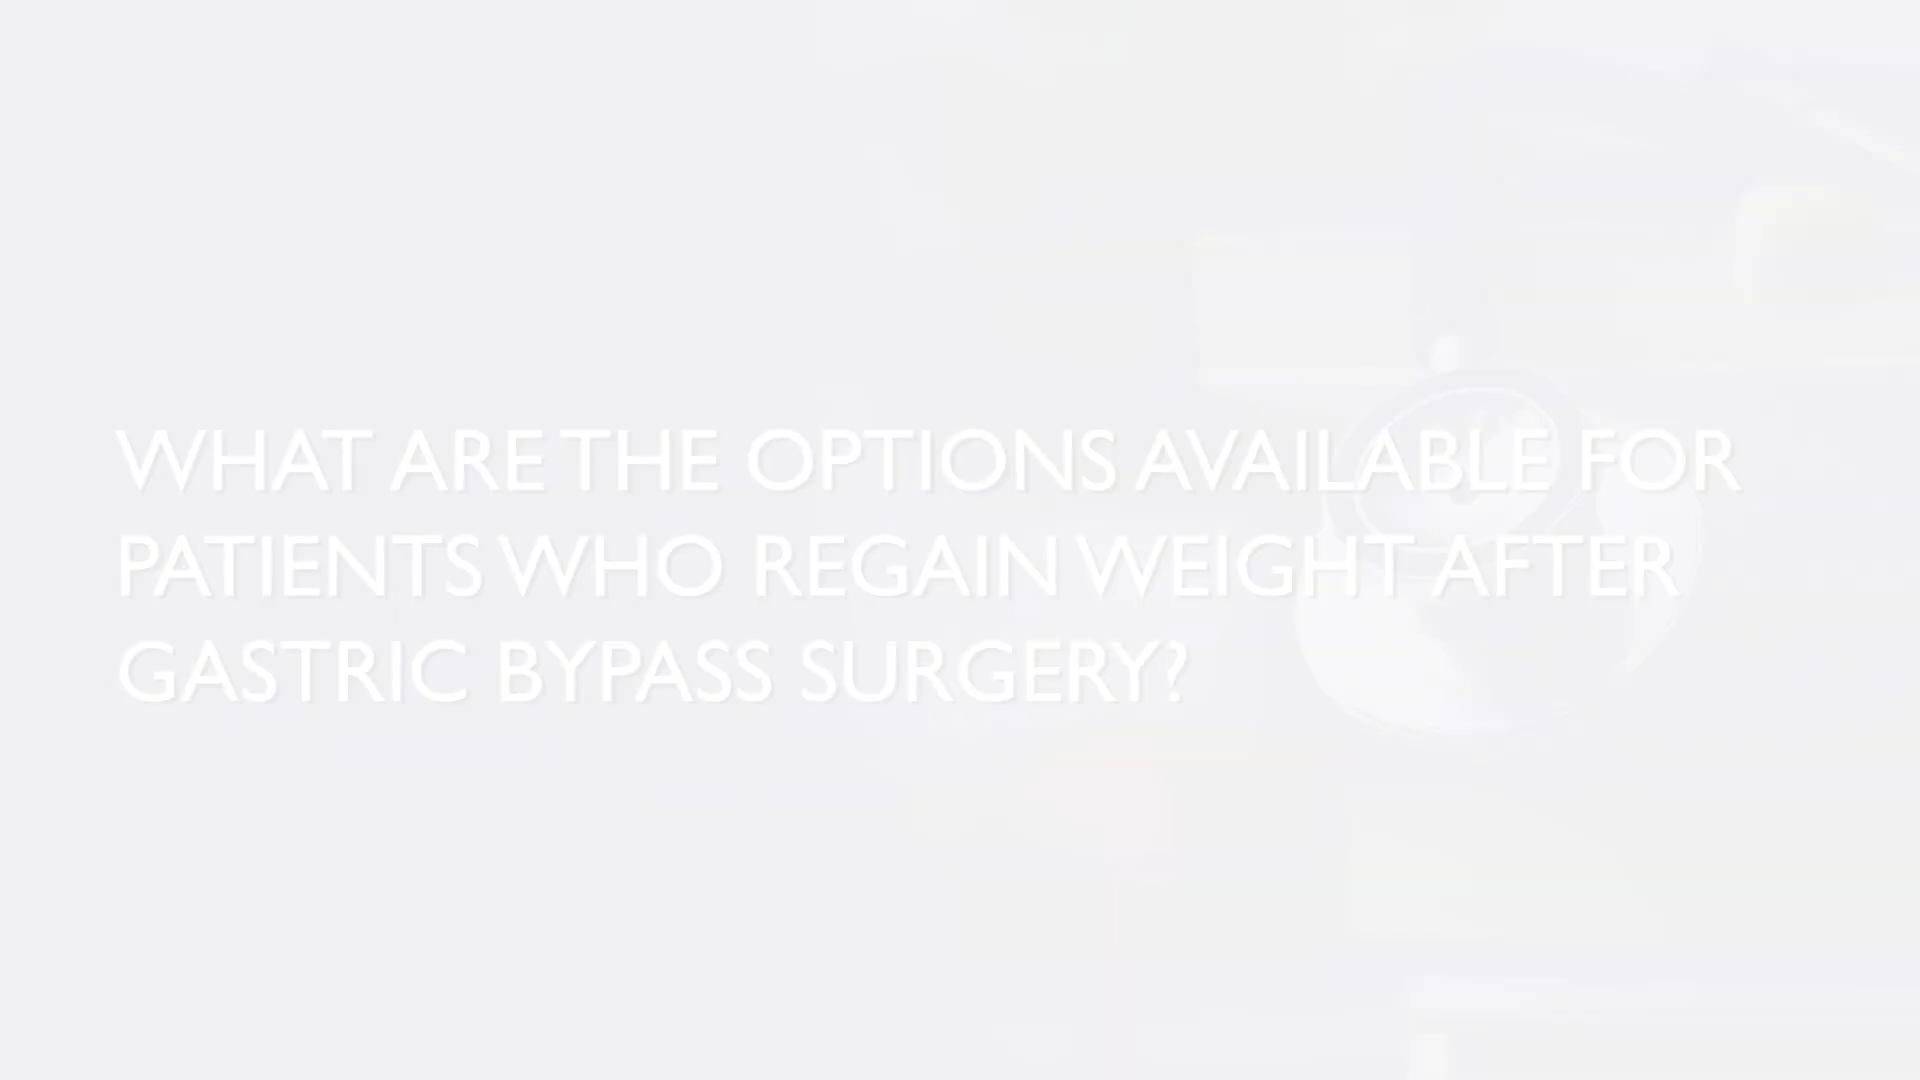 WHAT ARE THE OPTIONS AVAILABLE FOR
PATIENTS WHO REGAIN WEIGHT AFTER
GASTRIC BYPASS SURGERY?